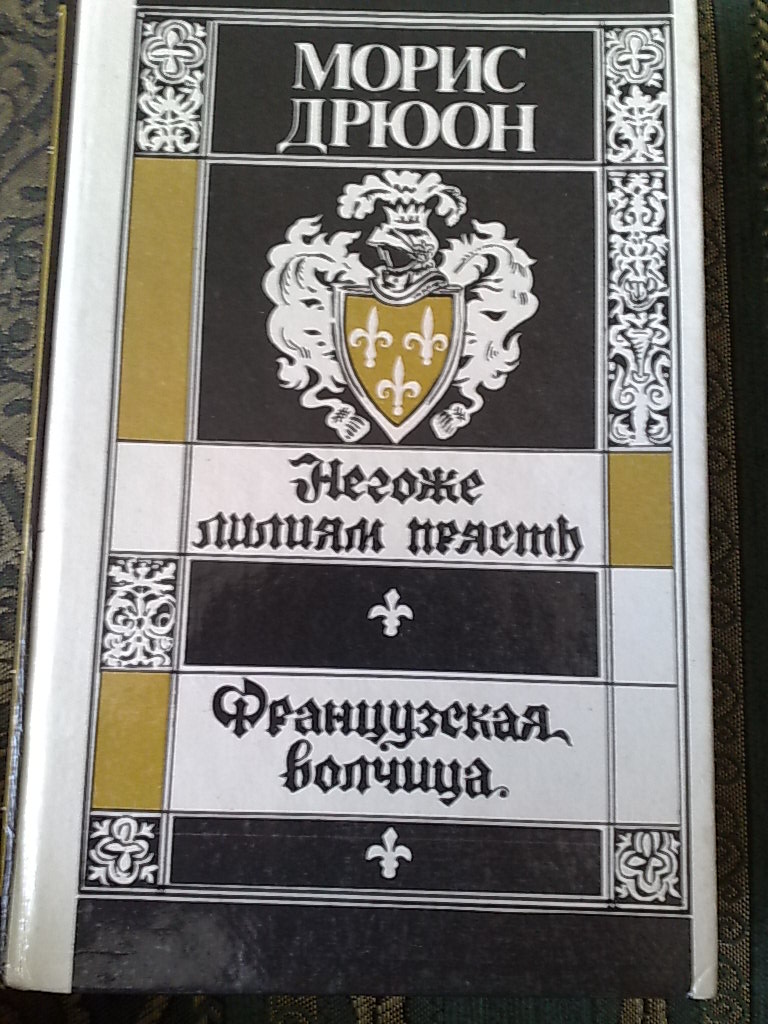 МОРИС
ДРЮОН
Негоже
лилиям прясть
Французская
волчица.